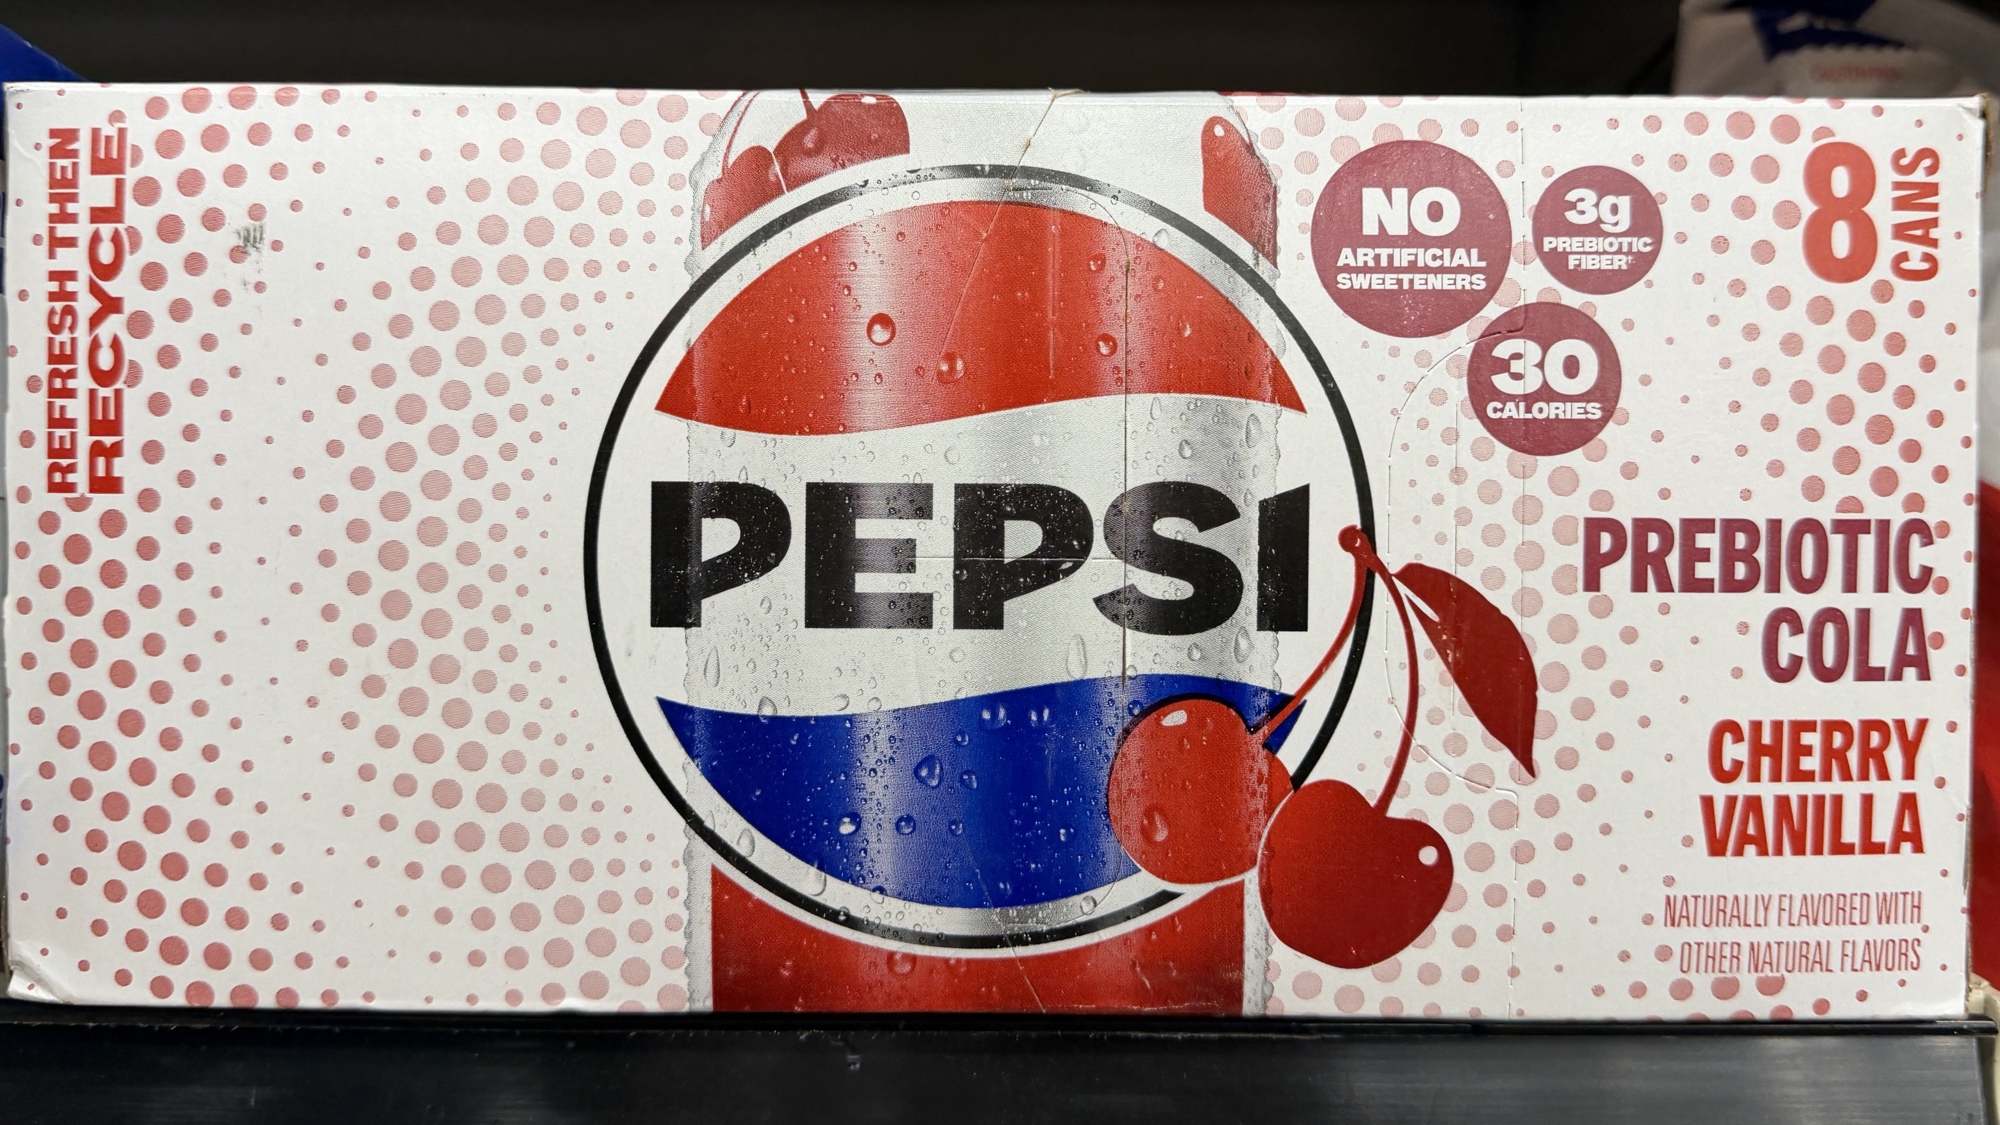 REFRESH THEN
RECYCLE
PEPSI
NO
ARTIFICIAL
SWEETENERS
3g
PREBIOTIC
FIBER†
30
CALORIES
8
CANS
PREBIOTIC
COLA
CHERRY
VANILLA
NATURALLY FLAVORED WITH
OTHER NATURAL FLAVORS